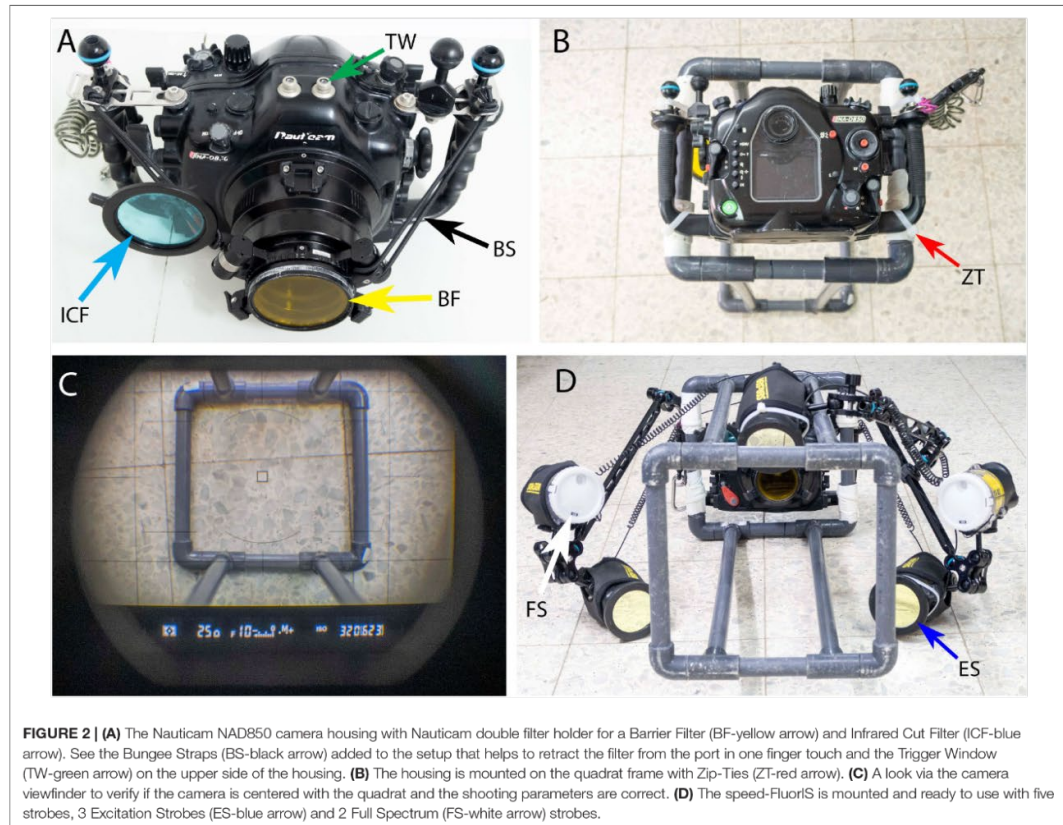 A
TW
B
Nauticam
NA-D850
BS
ICF
BF
ZT
C
D
250 F10 M+ ISO 320
FS
ES
FIGURE 2 | (A) The Nauticam NAD850 camera housing with Nauticam double filter holder for a Barrier Filter (BF-yellow arrow) and Infrared Cut Filter (ICF-blue
arrow). See the Bungee Straps (BS-black arrow) added to the setup that helps to retract the filter from the port in one finger touch and the Trigger Window
(TW-green arrow) on the upper side of the housing. (B) The housing is mounted on the quadrat frame with Zip-Ties (ZT-red arrow). (C) A look via the camera
viewfinder to verify if the camera is centered with the quadrat and the shooting parameters are correct. (D) The speed-FluorIS is mounted and ready to use with five
strobes, 3 Excitation Strobes (ES-blue arrow) and 2 Full Spectrum (FS-white arrow) strobes.